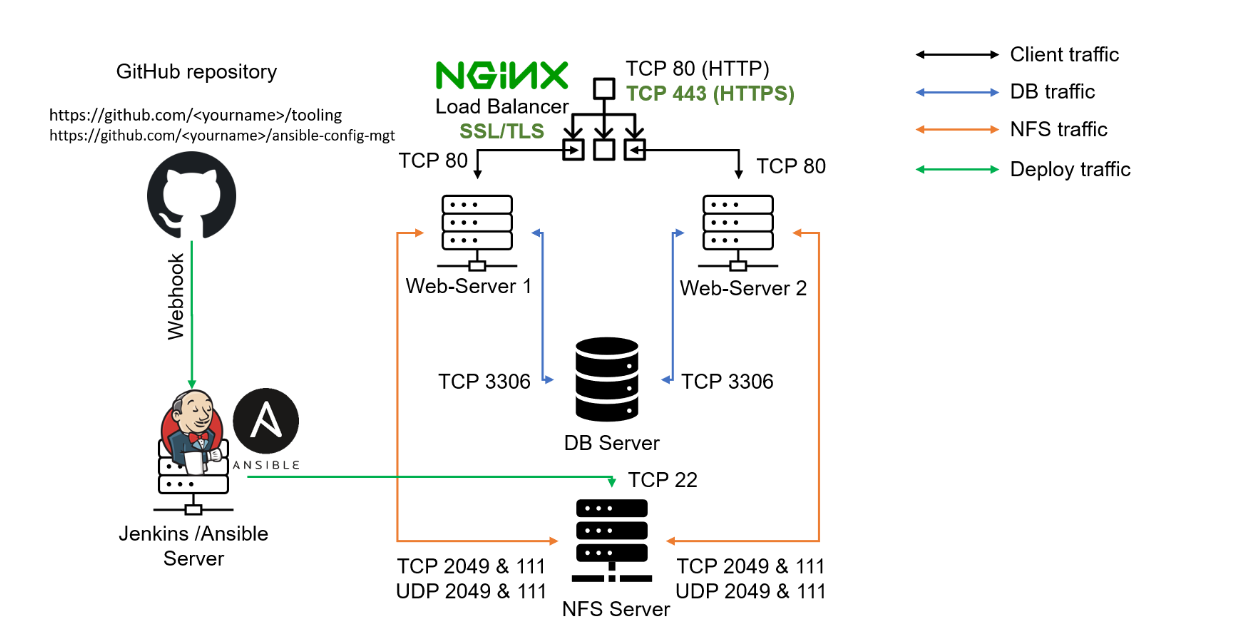 GitHub repository
https://github.com/<yourname>/tooling
https://github.com/<yourname>/ansible-config-mgt
Webhook
ANSIBLE
Jenkins /Ansible
Server
NGINX
Load Balancer
SSL/TLS
TCP 80 (HTTP)
TCP 443 (HTTPS)
TCP 80
TCP 80
Web-Server 1
Web-Server 2
TCP 3306
TCP 3306
DB Server
TCP 22
TCP 2049 & 111
UDP 2049 & 111
TCP 2049 & 111
UDP 2049 & 111
NFS Server
Client traffic
DB traffic
NFS traffic
Deploy traffic